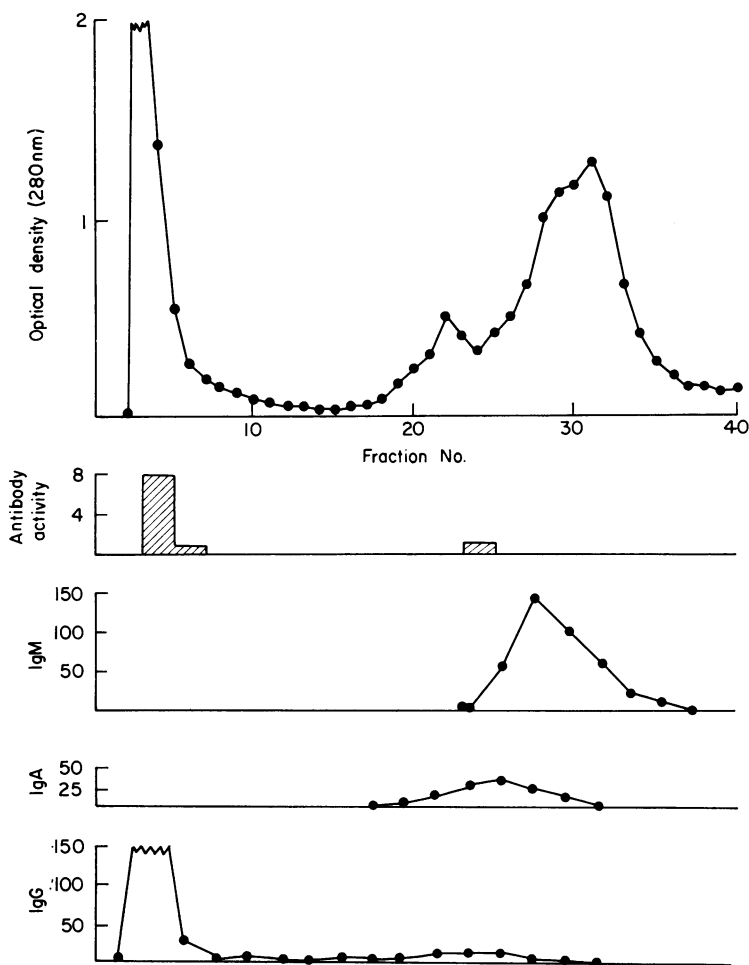 2
1
Optical density (280nm)
10 20 30 40
Fraction No.
8
4
Antibody activity
150
100
50
IgM
50
25
IgA
150
100
50
IgG